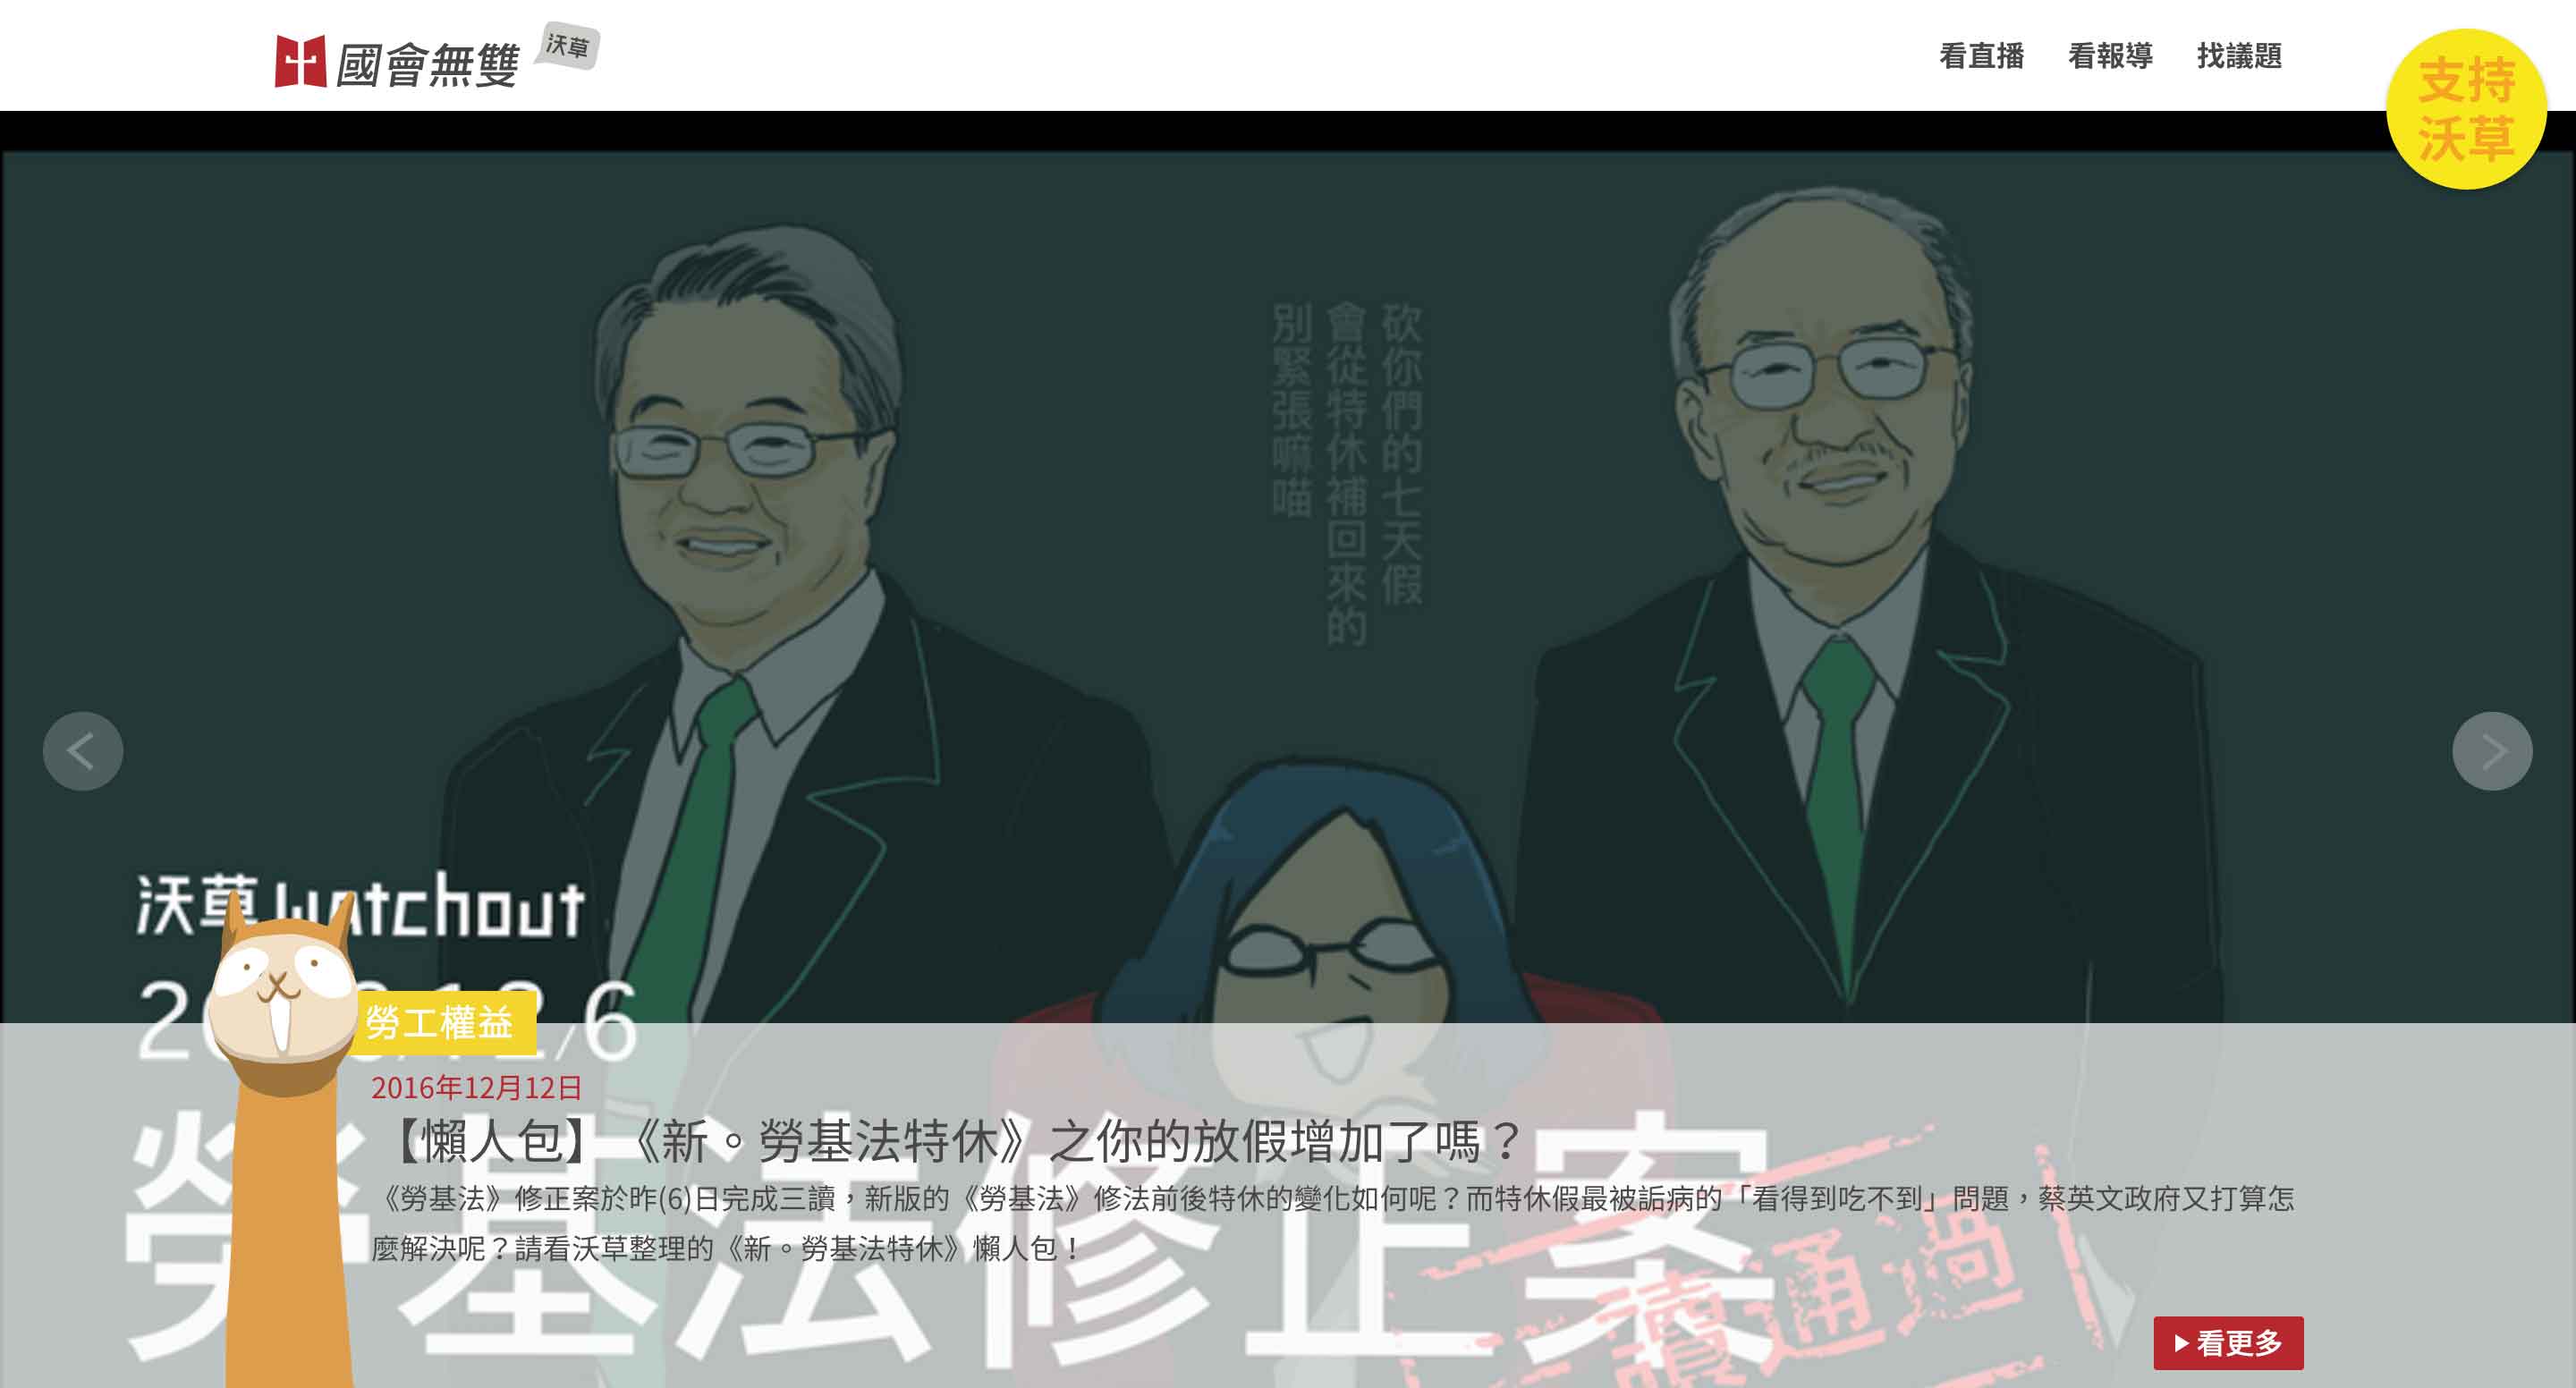 國會無雙
沃草
看直播
看報導
找議題
支持
沃草
砍你們的七天假
會從特休補回來的
別緊張嘛喵
沃草watchout
勞工權益
2016年12月12日
【懶人包】《新。勞基法特休》之你的放假增加了嗎？
《勞基法》修正案於昨(6)日完成三讀，新版的《勞基法》修法前後特休的變化如何呢？而特休假最被詬病的「看得到吃不到」問題，蔡英文政府又打算怎
麼解決呢？請看沃草整理的《新。勞基法特休》懶人包！
勞基法修正案
讀通過
看更多